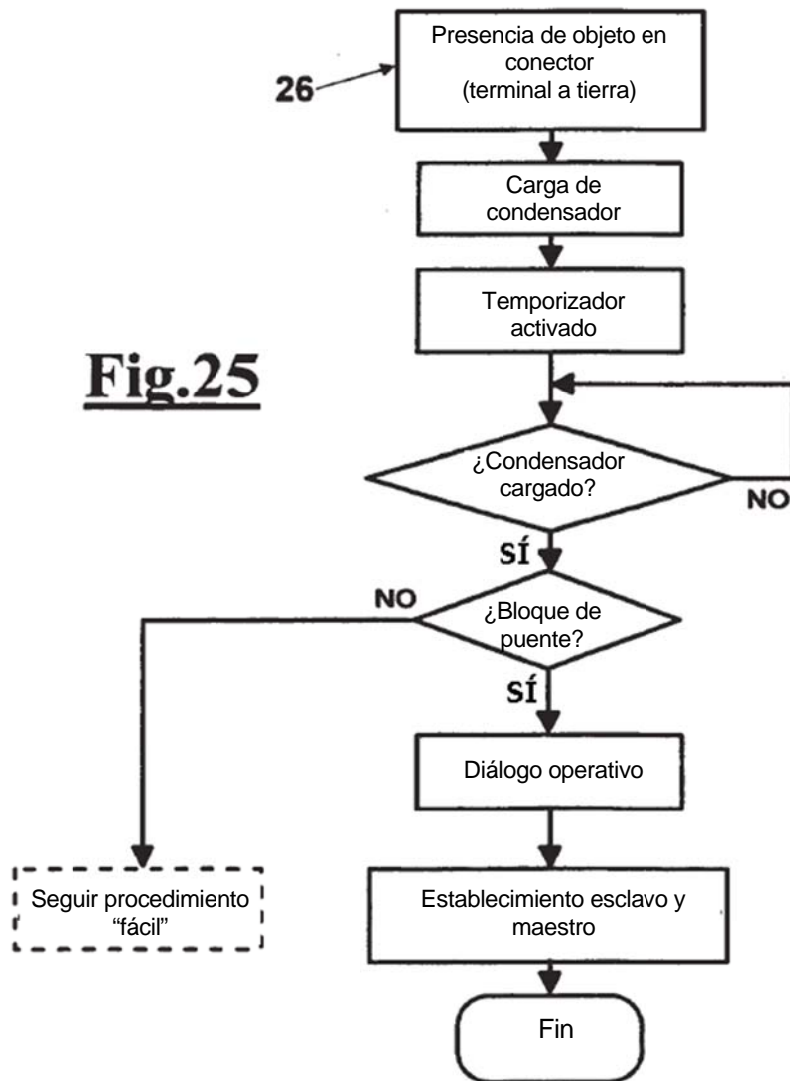 Presencia de objeto en
conector
(terminal a tierra)
26
Carga de
condensador
Temporizador
activado
Fig.25
¿Condensador
cargado?
NO
SÍ
NO
¿Bloque de
puente?
SÍ
Diálogo operativo
Seguir procedimiento
“fácil”
Establecimiento esclavo y
maestro
Fin